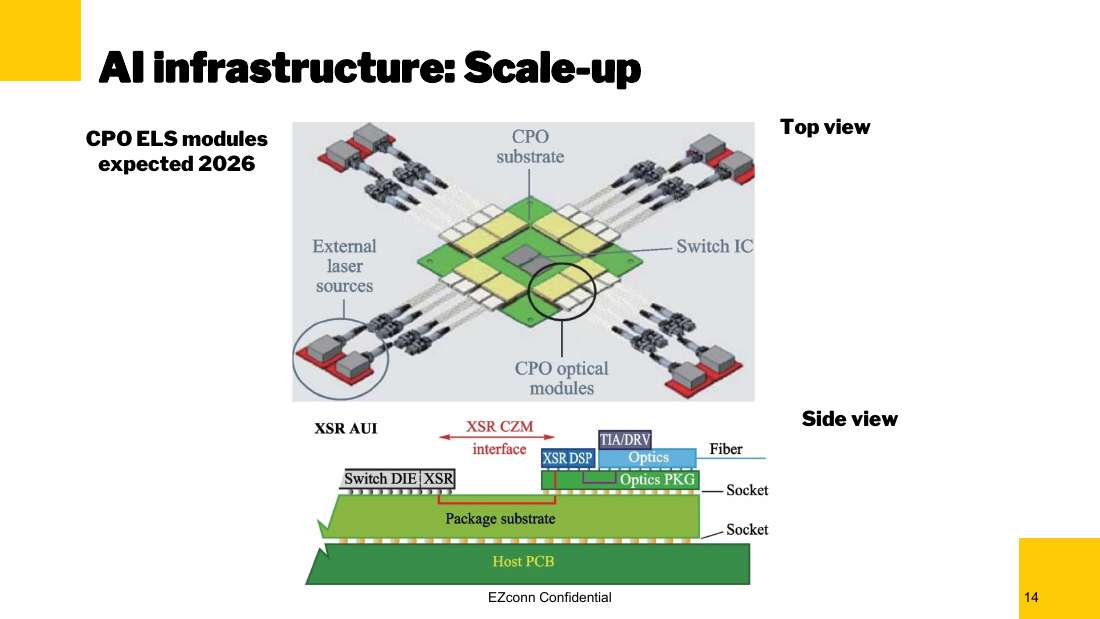 AI infrastructure: Scale-up
CPO ELS modules
expected 2026
Top view
CPO
substrate
External
laser
sources
Switch IC
CPO optical
modules
Side view
XSR AUI
XSR CZM
interface
TIA/DRV
XSR DSP
Optics
Fiber
Switch DIE
XSR
Optics PKG
Socket
Package substrate
Socket
Host PCB
EZconn Confidential
14